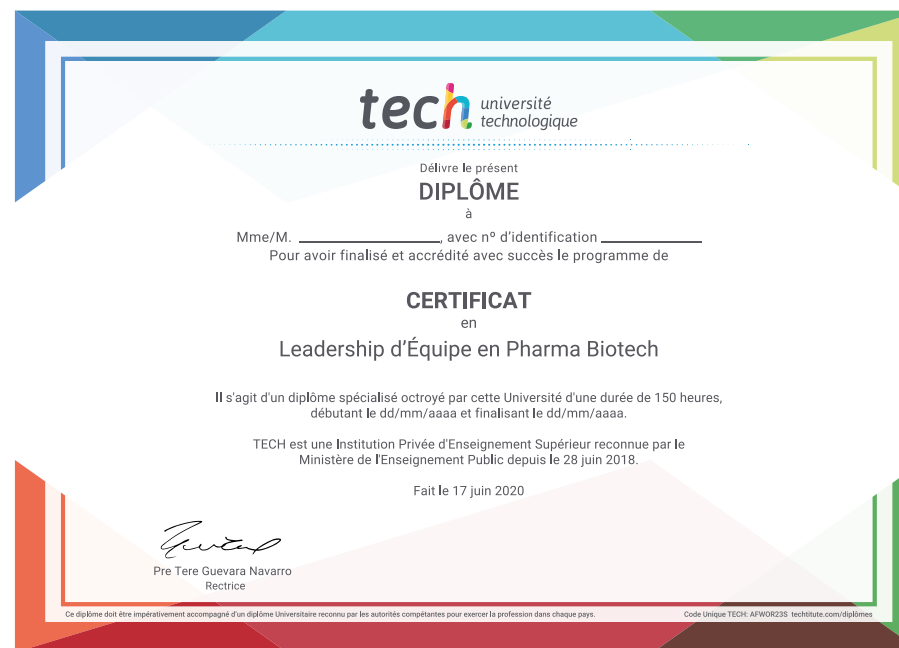 tech université
technologique
Délivre le présent
DIPLÔME
à
Mme/M. ____________________, avec nº d'identification ______________
Pour avoir finalisé et accrédité avec succès le programme de
CERTIFICAT
en
Leadership d'Équipe en Pharma Biotech
Il s'agit d'un diplôme spécialisé octroyé par cette Université d'une durée de 150 heures,
débutant le dd/mm/aaaa et finalisant le dd/mm/aaaa.
TECH est une Institution Privée d'Enseignement Supérieur reconnue par le
Ministère de l'Enseignement Public depuis le 28 juin 2018.
Fait le 17 juin 2020
Pre Tere Guevara Navarro
Rectrice
Ce diplôme doit être impérativement accompagné d'un diplôme Universitaire reconnu par les autorités compétentes pour exercer la profession dans chaque pays.
Code Unique TECH: AFWOR23S techtitute.com/diplômes